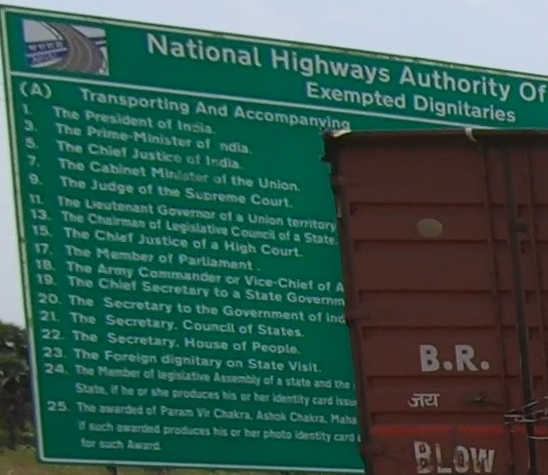 National Highways Authority Of
Exempted Dignitaries
(A) Transporting And Accompanying
1. The President of India.
3. The Prime-Minister of ndia.
5. The Chief Justice of India.
7. The Cabinet Minister of the Union.
9. The Judge of the Supreme Court.
11. The Lieutenant Governor of a Union territory
13. The Chairman of Legislative Council of a State.
15. The Chief Justice of a High Court.
17. The Member of Parliament .
18. The Army Commander or Vice-Chief of A
19. The Chief Secretary to a State Governm
20. The Secretary to the Government of Ind
21. The Secretary. Council of States.
22. The Secretary. House of People.
23. The Foreign dignitary on State Visit.
24. The Member of legislative Assembly of a state and the
State, if he or she produces his or her identity card issu
25. The awarded of Param Vir Chakra, Ashok Chakra, Maha
if such awarded produces his or her photo identity card
for such Award.
B.R.
जय
BLOW